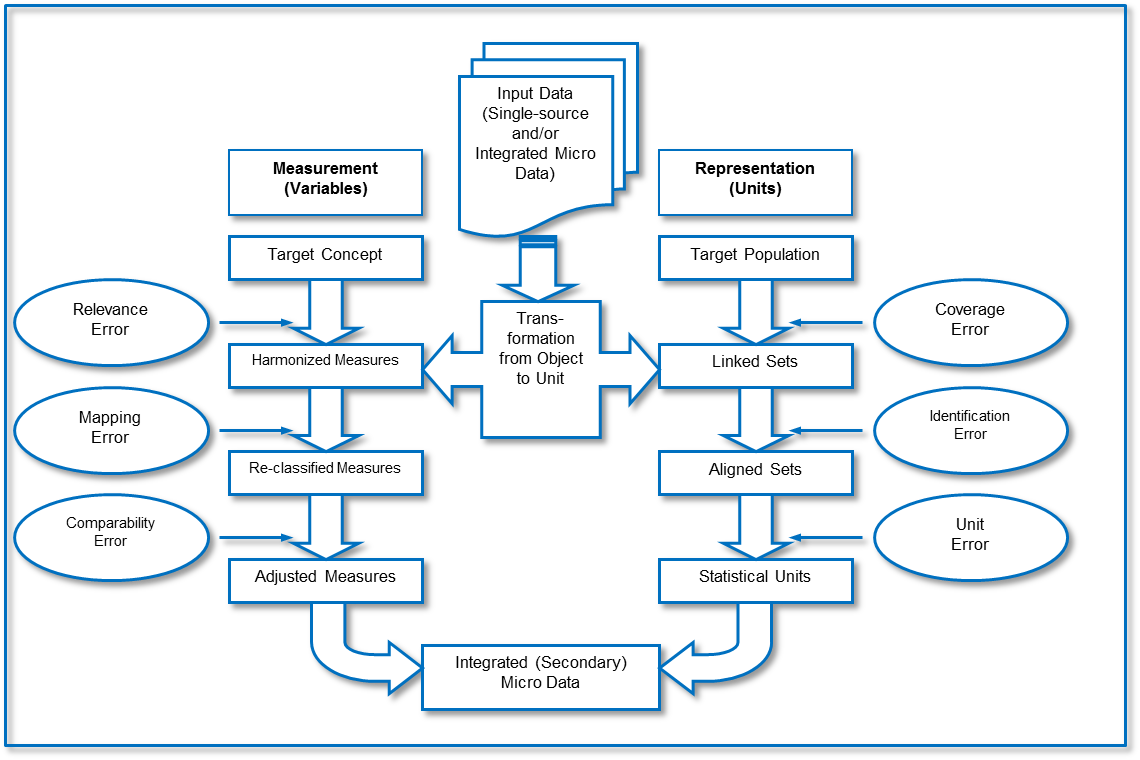 Input Data
(Single-source
and/or
Integrated Micro
Data)
Measurement
(Variables)
Representation
(Units)
Target Concept
Target Population
Relevance
Error
Trans-
formation
from Object
to Unit
Coverage
Error
Harmonized Measures
Linked Sets
Mapping
Error
Identification
Error
Re-classified Measures
Aligned Sets
Comparability
Error
Unit
Error
Adjusted Measures
Statistical Units
Integrated (Secondary)
Micro Data